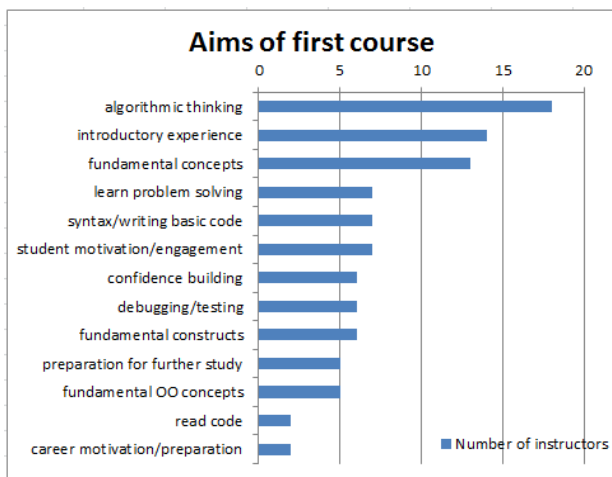 Aims of first course
0 5 10 15 20
algorithmic thinking
introductory experience
fundamental concepts
learn problem solving
syntax/writing basic code
student motivation/engagement
confidence building
debugging/testing
fundamental constructs
preparation for further study
fundamental OO concepts
read code
career motivation/preparation
Number of instructors